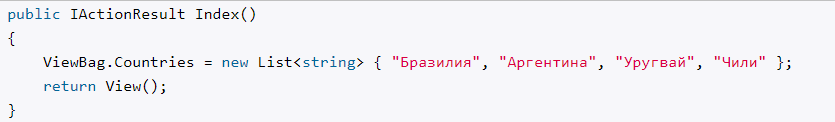 public IActionResult Index()
{
    ViewBag.Countries = new List<string> { "Бразилия", "Аргентина", "Уругвай", "Чили" };
    return View();
}